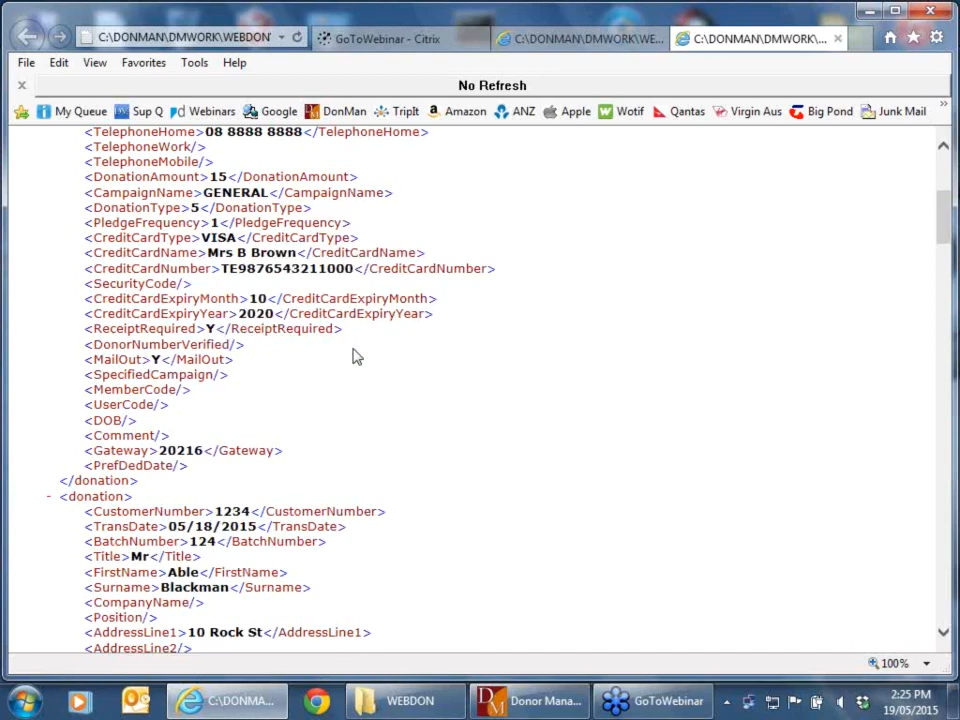 C:\DONMAN\DMWORK\WEBDON'
GoToWebinar - Citrix
C:\DONMAN\DMWORK\WE...
C:\DONMAN\DMWORK\...
File Edit View Favorites Tools Help
x No Refresh
My Queue Sup Q Webinars Google DonMan TripIt Amazon ANZ Apple Wotif Qantas Virgin Aus Big Pond Junk Mail »
<TelephoneHome>08 8888 8888</TelephoneHome>
<TelephoneWork/>
<TelephoneMobile/>
<DonationAmount>15</DonationAmount>
<CampaignName>GENERAL</CampaignName>
<DonationType>5</DonationType>
<PledgeFrequency>1</PledgeFrequency>
<CreditCardType>VISA</CreditCardType>
<CreditCardName>Mrs B Brown</CreditCardName>
<CreditCardNumber>TE9876543211000</CreditCardNumber>
<SecurityCode/>
<CreditCardExpiryMonth>10</CreditCardExpiryMonth>
<CreditCardExpiryYear>2020</CreditCardExpiryYear>
<ReceiptRequired>Y</ReceiptRequired>
<DonorNumberVerified/>
<MailOut>Y</MailOut>
<SpecifiedCampaign/>
<MemberCode/>
<UserCode/>
<DOB/>
<Comment/>
<Gateway>20216</Gateway>
<PrefDedDate/>
</donation>
- <donation>
<CustomerNumber>1234</CustomerNumber>
<TransDate>05/18/2015</TransDate>
<BatchNumber>124</BatchNumber>
<Title>Mr</Title>
<FirstName>Able</FirstName>
<Surname>Blackman</Surname>
<CompanyName/>
<Position/>
<AddressLine1>10 Rock St</AddressLine1>
<AddressLine2/>
100%
C:\DONMA...
WEBDON
Donor Mana...
GoToWebinar
2:25 PM
19/05/2015